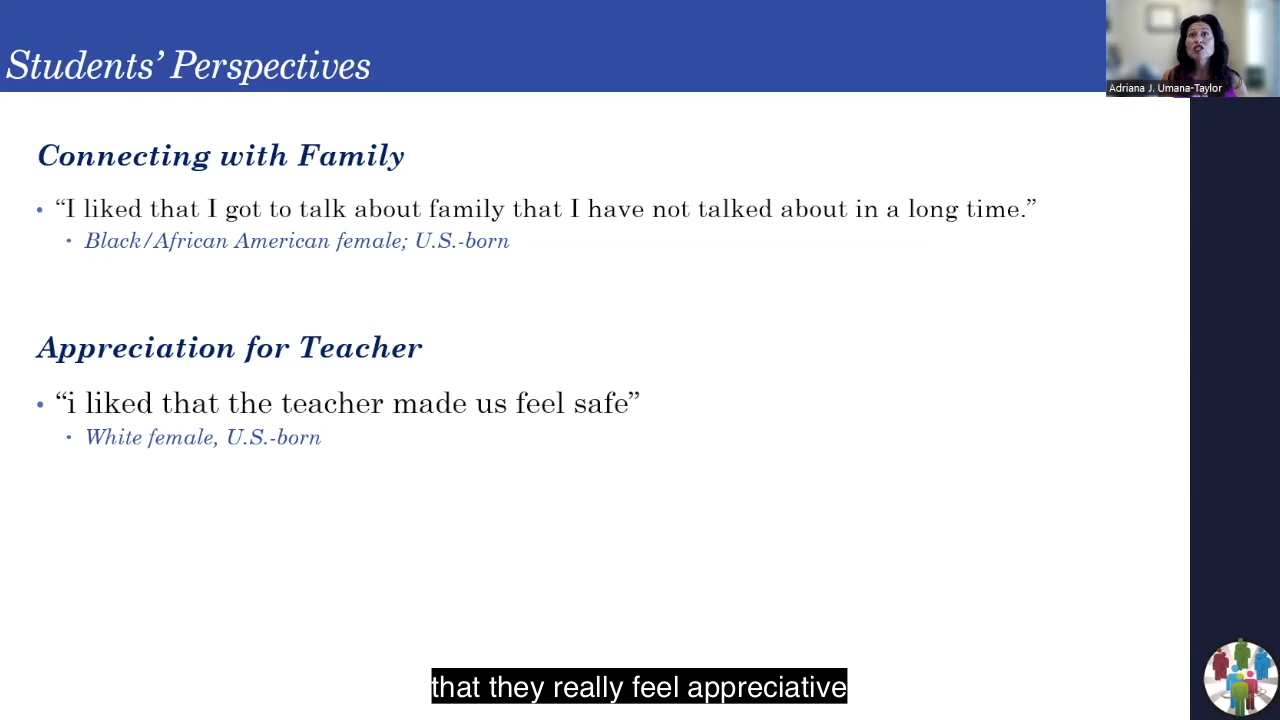 Students’ Perspectives
Adriana J. Umana-Taylor
Connecting with Family
• “I liked that I got to talk about family that I have not talked about in a long time.”
• Black/African American female; U.S.-born
Appreciation for Teacher
• “i liked that the teacher made us feel safe”
• White female, U.S.-born
that they really feel appreciative